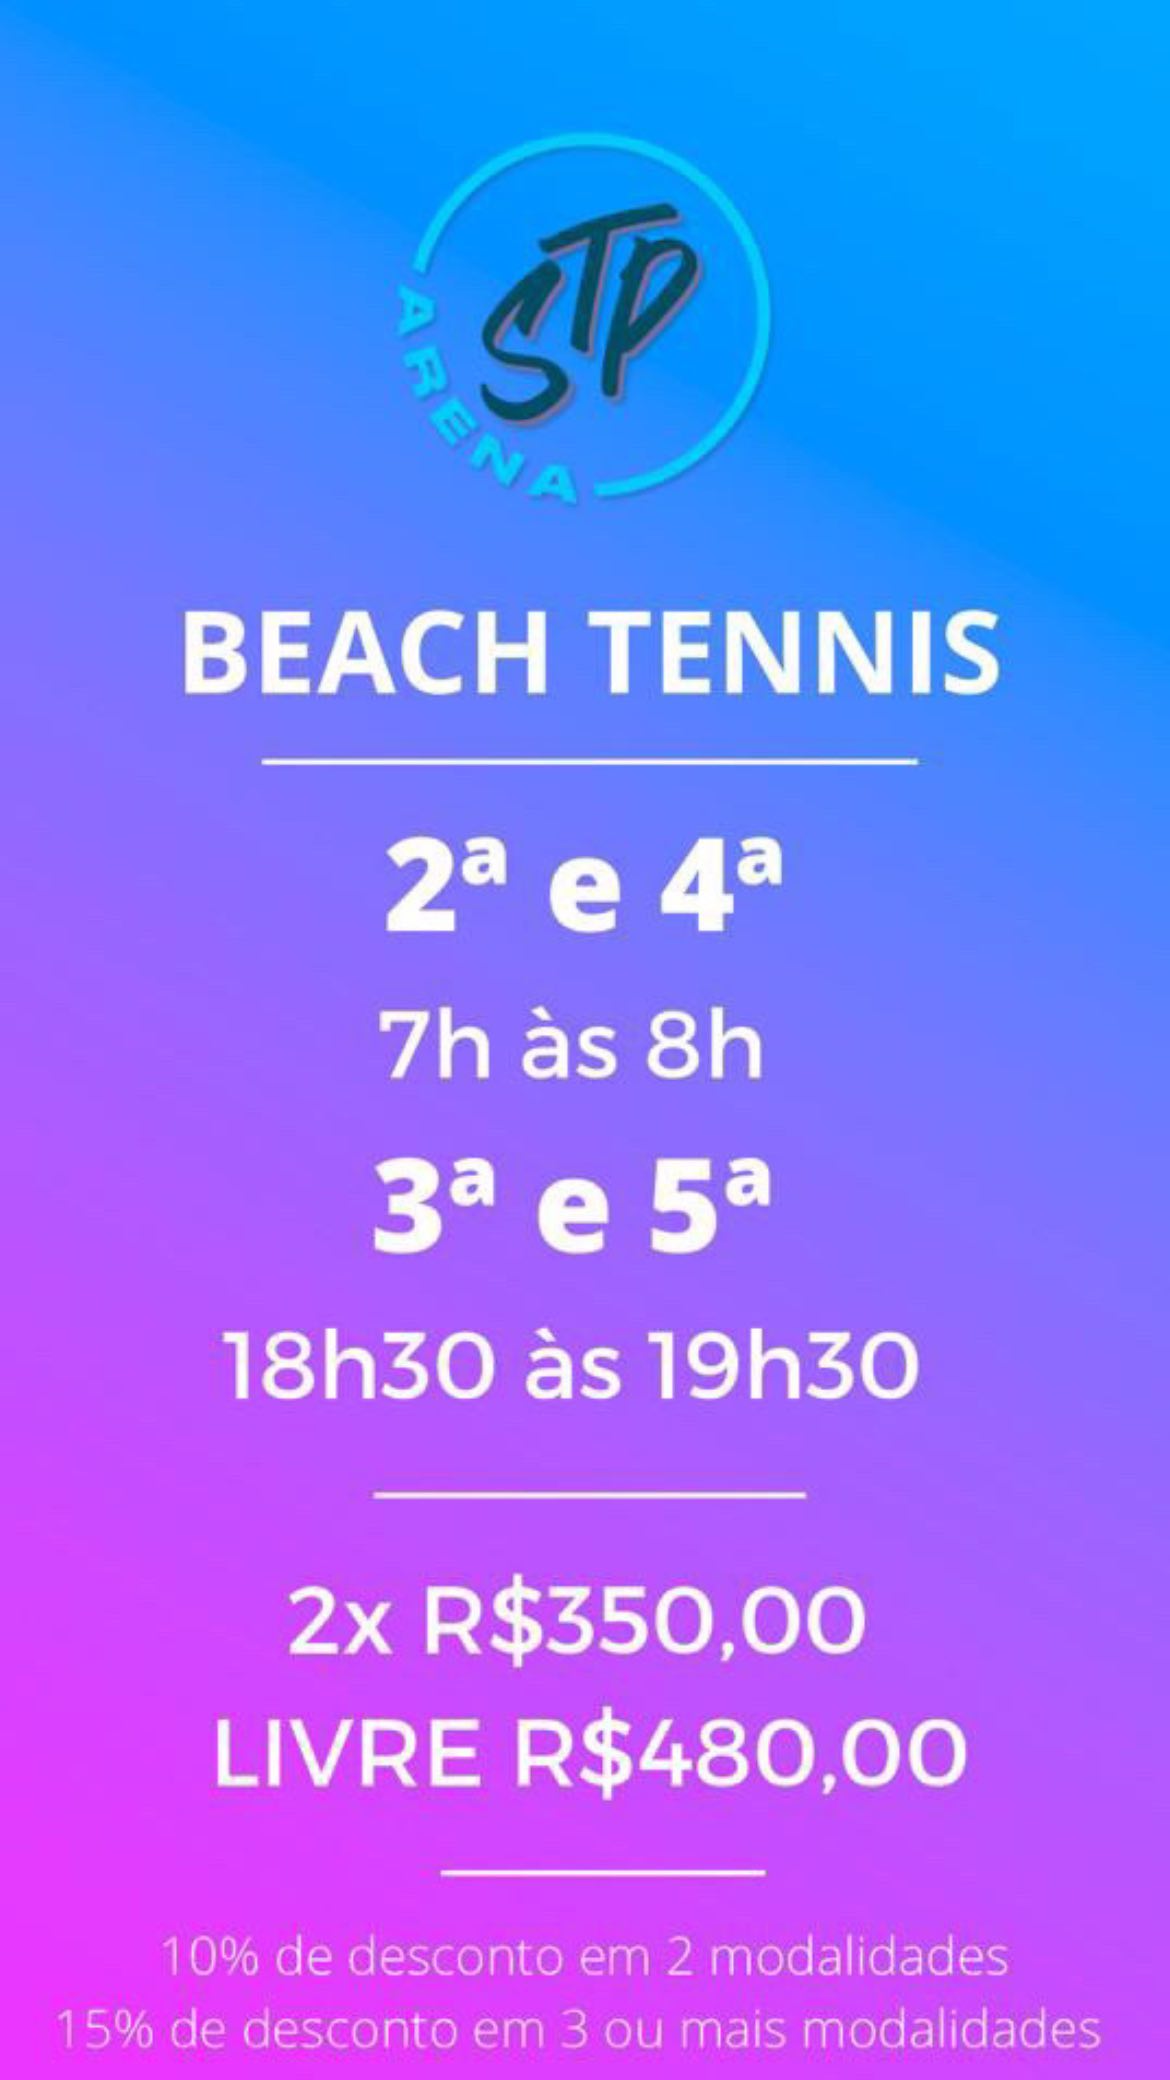 STP
ARENA
BEACH TENNIS
2ª e 4ª
7h às 8h
3ª e 5ª
18h30 às 19h30
2x R$350,00
LIVRE R$480,00
10% de desconto em 2 modalidades
15% de desconto em 3 ou mais modalidades